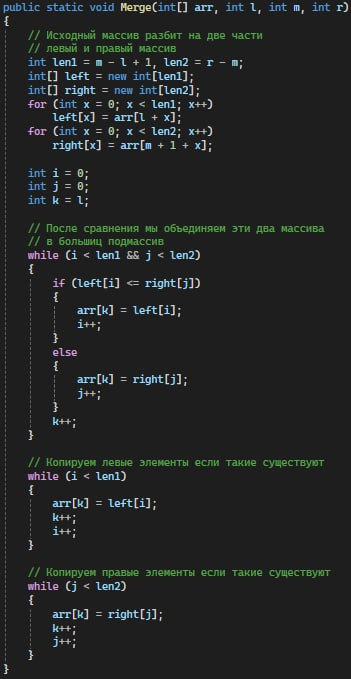 public static void Merge(int[] arr, int l, int m, int r)
{
// Исходный массив разбит на две части
// левый и правый массив
int len1 = m - l + 1, len2 = r - m;
int[] left = new int[len1];
int[] right = new int[len2];
for (int x = 0; x < len1; x++)
left[x] = arr[l + x];
for (int x = 0; x < len2; x++)
right[x] = arr[m + 1 + x];
int i = 0;
int j = 0;
int k = l;
// После сравнения мы объединяем эти два массива
// в большиц подмассив
while (i < len1 && j < len2)
{
if (left[i] <= right[j])
{
arr[k] = left[i];
i++;
}
else
{
arr[k] = right[j];
j++;
}
k++;
}
// Копируем левые элементы если такие существуют
while (i < len1)
{
arr[k] = left[i];
k++;
i++;
}
// Копируем правые элементы если такие существуют
while (j < len2)
{
arr[k] = right[j];
k++;
j++;
}
}